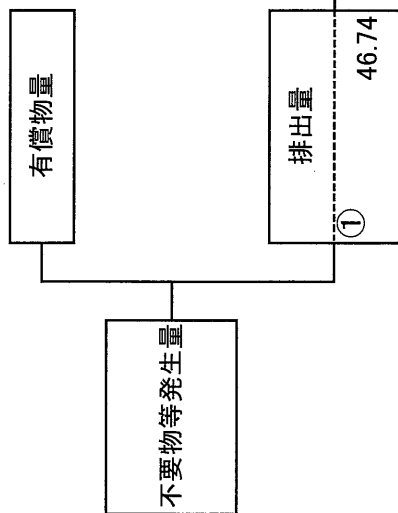 不要物等発生量
有償物量
排出量
①
46.74